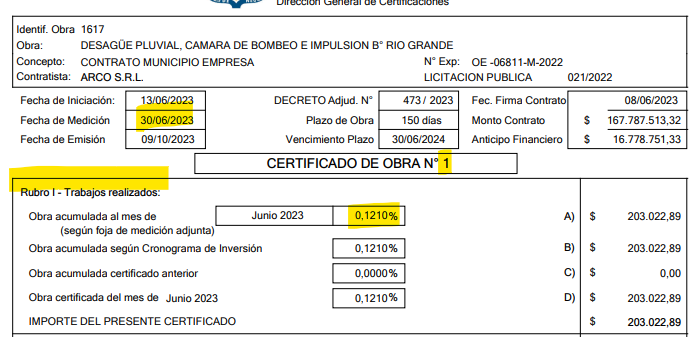 Dirección General de Certificaciones
Identif. Obra 1617
Obra: DESAGÜE PLUVIAL, CAMARA DE BOMBEO E IMPULSION B° RIO GRANDE
Concepto: CONTRATO MUNICIPIO EMPRESA N° Exp: OE -06811-M-2022
Contratista: ARCO S.R.L. LICITACION PUBLICA 021/2022
Fecha de Iniciación: 13/06/2023 DECRETO Adjud. N° 473 / 2023 Fec. Firma Contrato 08/06/2023
Fecha de Medición 30/06/2023 Plazo de Obra 150 días Monto Contrato $ 167.787.513,32
Fecha de Emisión 09/10/2023 Vencimiento Plazo 30/06/2024 Anticipo Financiero $ 16.778.751,33
CERTIFICADO DE OBRA N° 1
Rubro I - Trabajos realizados:
Obra acumulada al mes de Junio 2023 0,1210% A) $ 203.022,89
(según foja de medición adjunta)
Obra acumulada según Cronograma de Inversión 0,1210% B) $ 203.022,89
Obra acumulada certificado anterior 0,0000% C) $ 0,00
Obra certificada del mes de Junio 2023 0,1210% D) $ 203.022,89
IMPORTE DEL PRESENTE CERTIFICADO $ 203.022,89